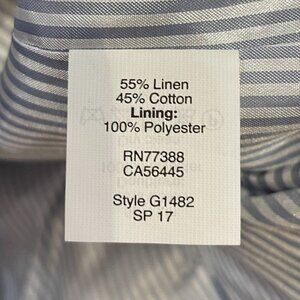 55% Linen
45% Cotton
Lining:
100% Polyester
RN77388
CA56445
Style G1482
SP 17